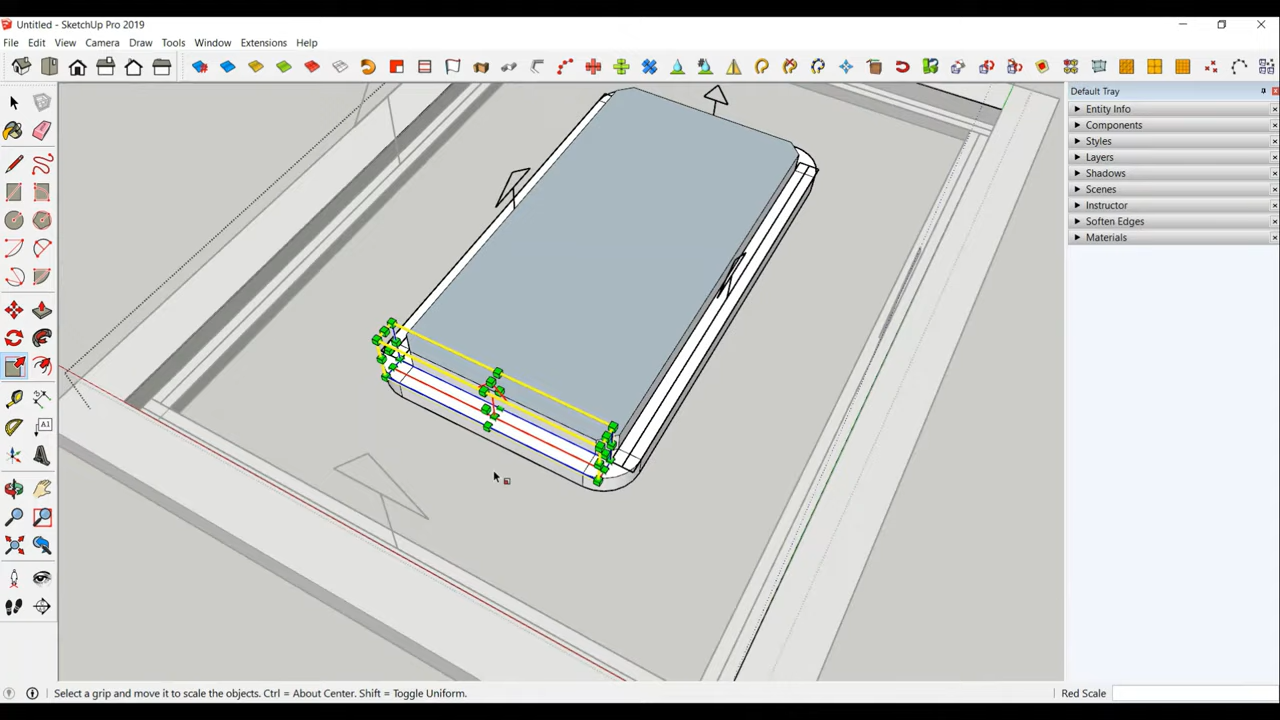 Untitled - SketchUp Pro 2019
File Edit View Camera Draw Tools Window Extensions Help
Default Tray
Entity Info
Components
Styles
Layers
Shadows
Scenes
Instructor
Soften Edges
Materials
A1
Select a grip and move it to scale the objects. Ctrl = About Center. Shift = Toggle Uniform.
Red Scale